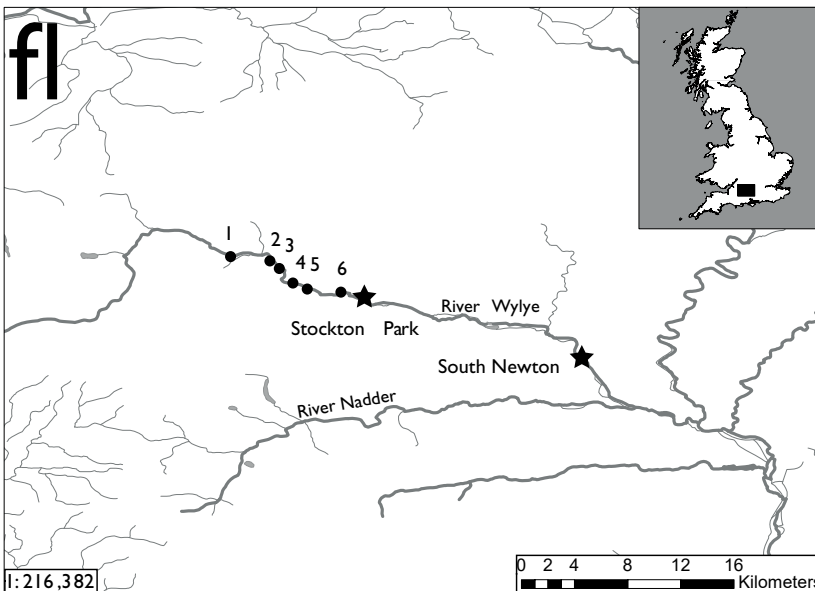 fl
1
2 3
4 5
6
River Wylye
Stockton Park
South Newton
River Nadder
0 2 4 8 12 16
Kilometers
1:216,382